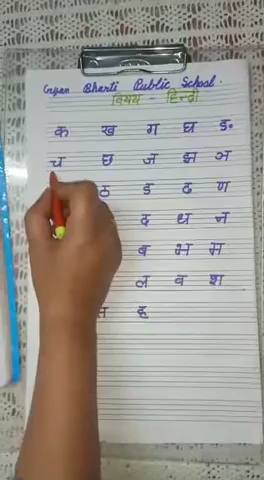 Gyan Bharti Public School.
विषय - हिन्दी
क ख ग घ ङ
च छ ज झ ञ
ठ ड ढ ण
द ध न
ब भ म
ल व श
स ह